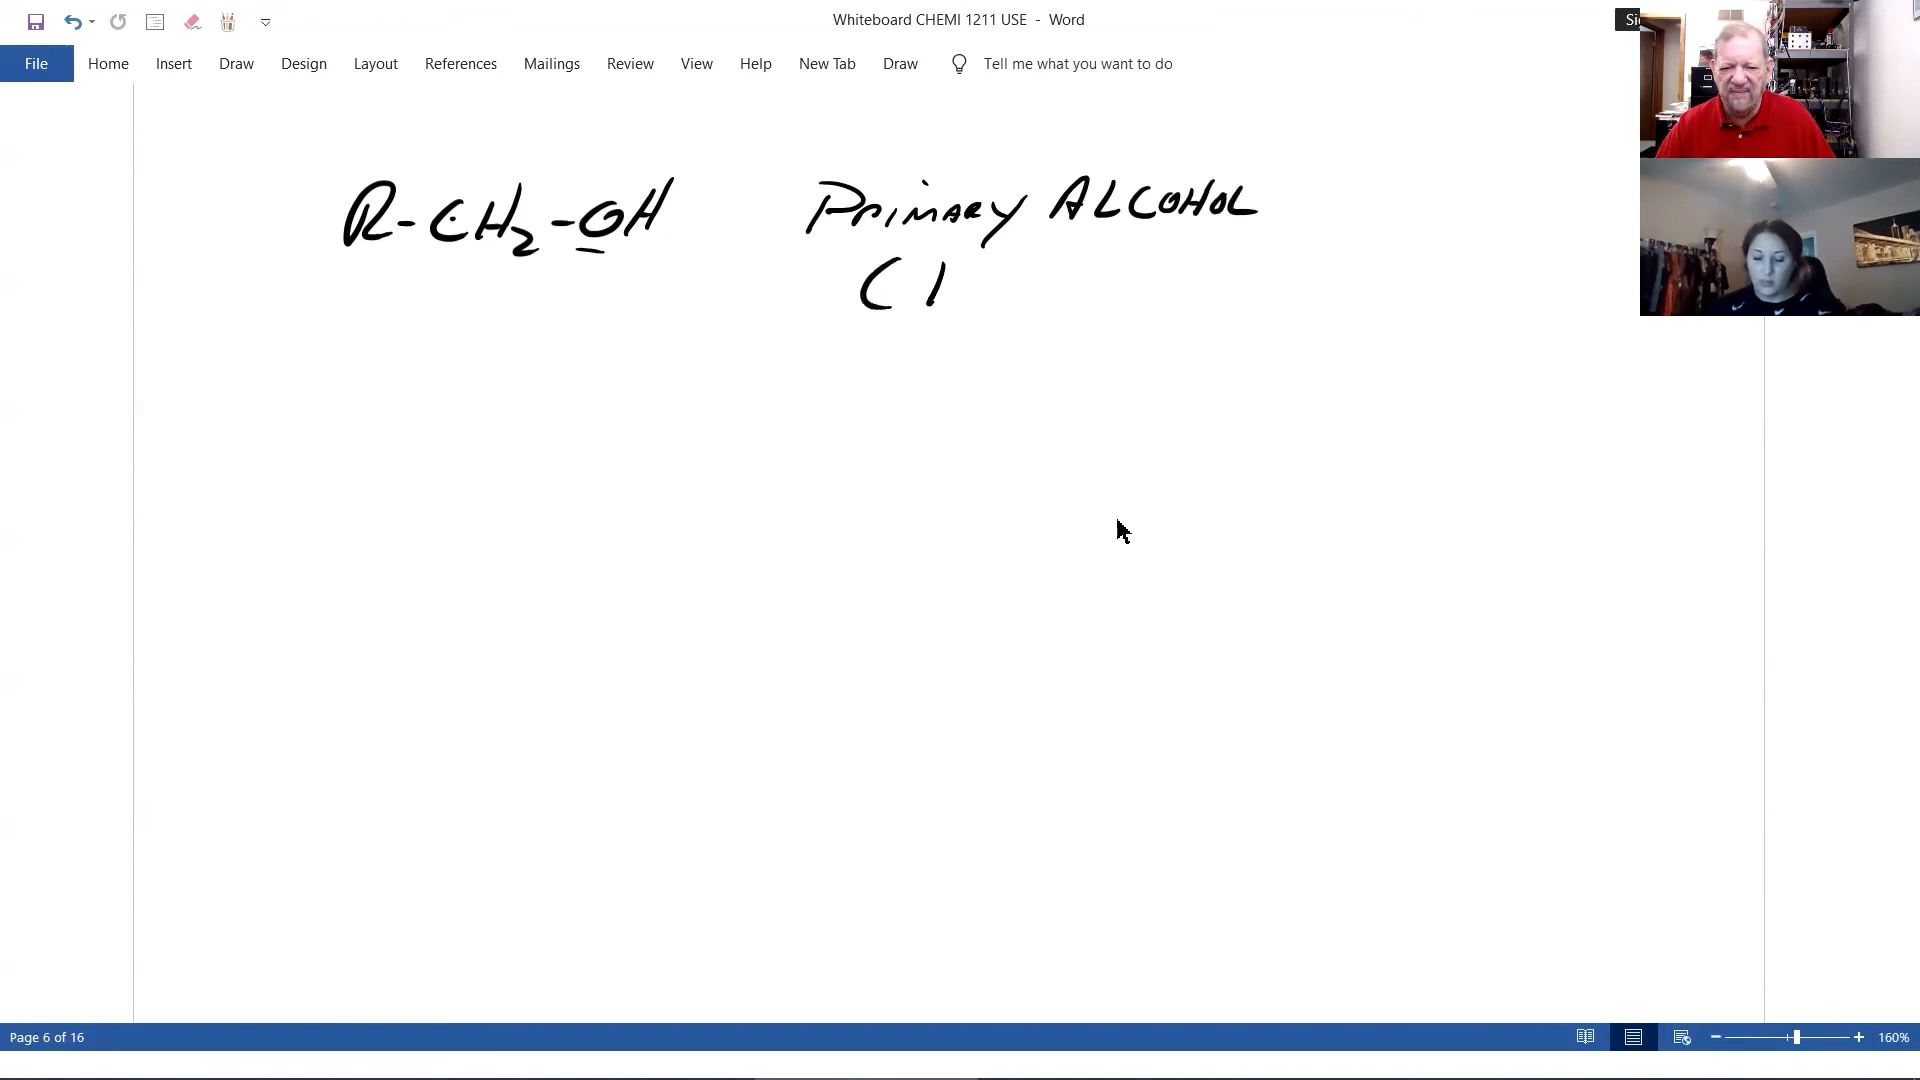 Whiteboard CHEMI 1211 USE - Word
File Home Insert Draw Design Layout References Mailings Review View Help New Tab Draw Tell me what you want to do
R-CH₂-OH Primary ALCOHOL
( 1
Page 6 of 16
160%